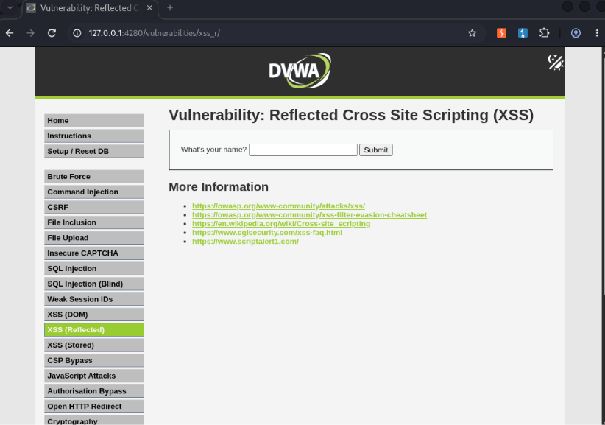 Vulnerability: Reflected C
127.0.0.1:4280/vulnerabilities/xss_r/
DVWA
Home
Instructions
Setup / Reset DB
Brute Force
Command Injection
CSRF
File Inclusion
File Upload
Insecure CAPTCHA
SQL Injection
SQL Injection (Blind)
Weak Session IDs
XSS (DOM)
XSS (Reflected)
XSS (Stored)
CSP Bypass
JavaScript Attacks
Authorisation Bypass
Open HTTP Redirect
Cryptography
Vulnerability: Reflected Cross Site Scripting (XSS)
What's your name? Submit
More Information
https://owasp.org/www-community/attacks/xss/
https://owasp.org/www-community/xss-filter-evasion-cheatsheet
https://en.wikipedia.org/wiki/Cross-site_scripting
https://www.cgisecurity.com/xss-faq.html
https://www.scriptalert1.com/